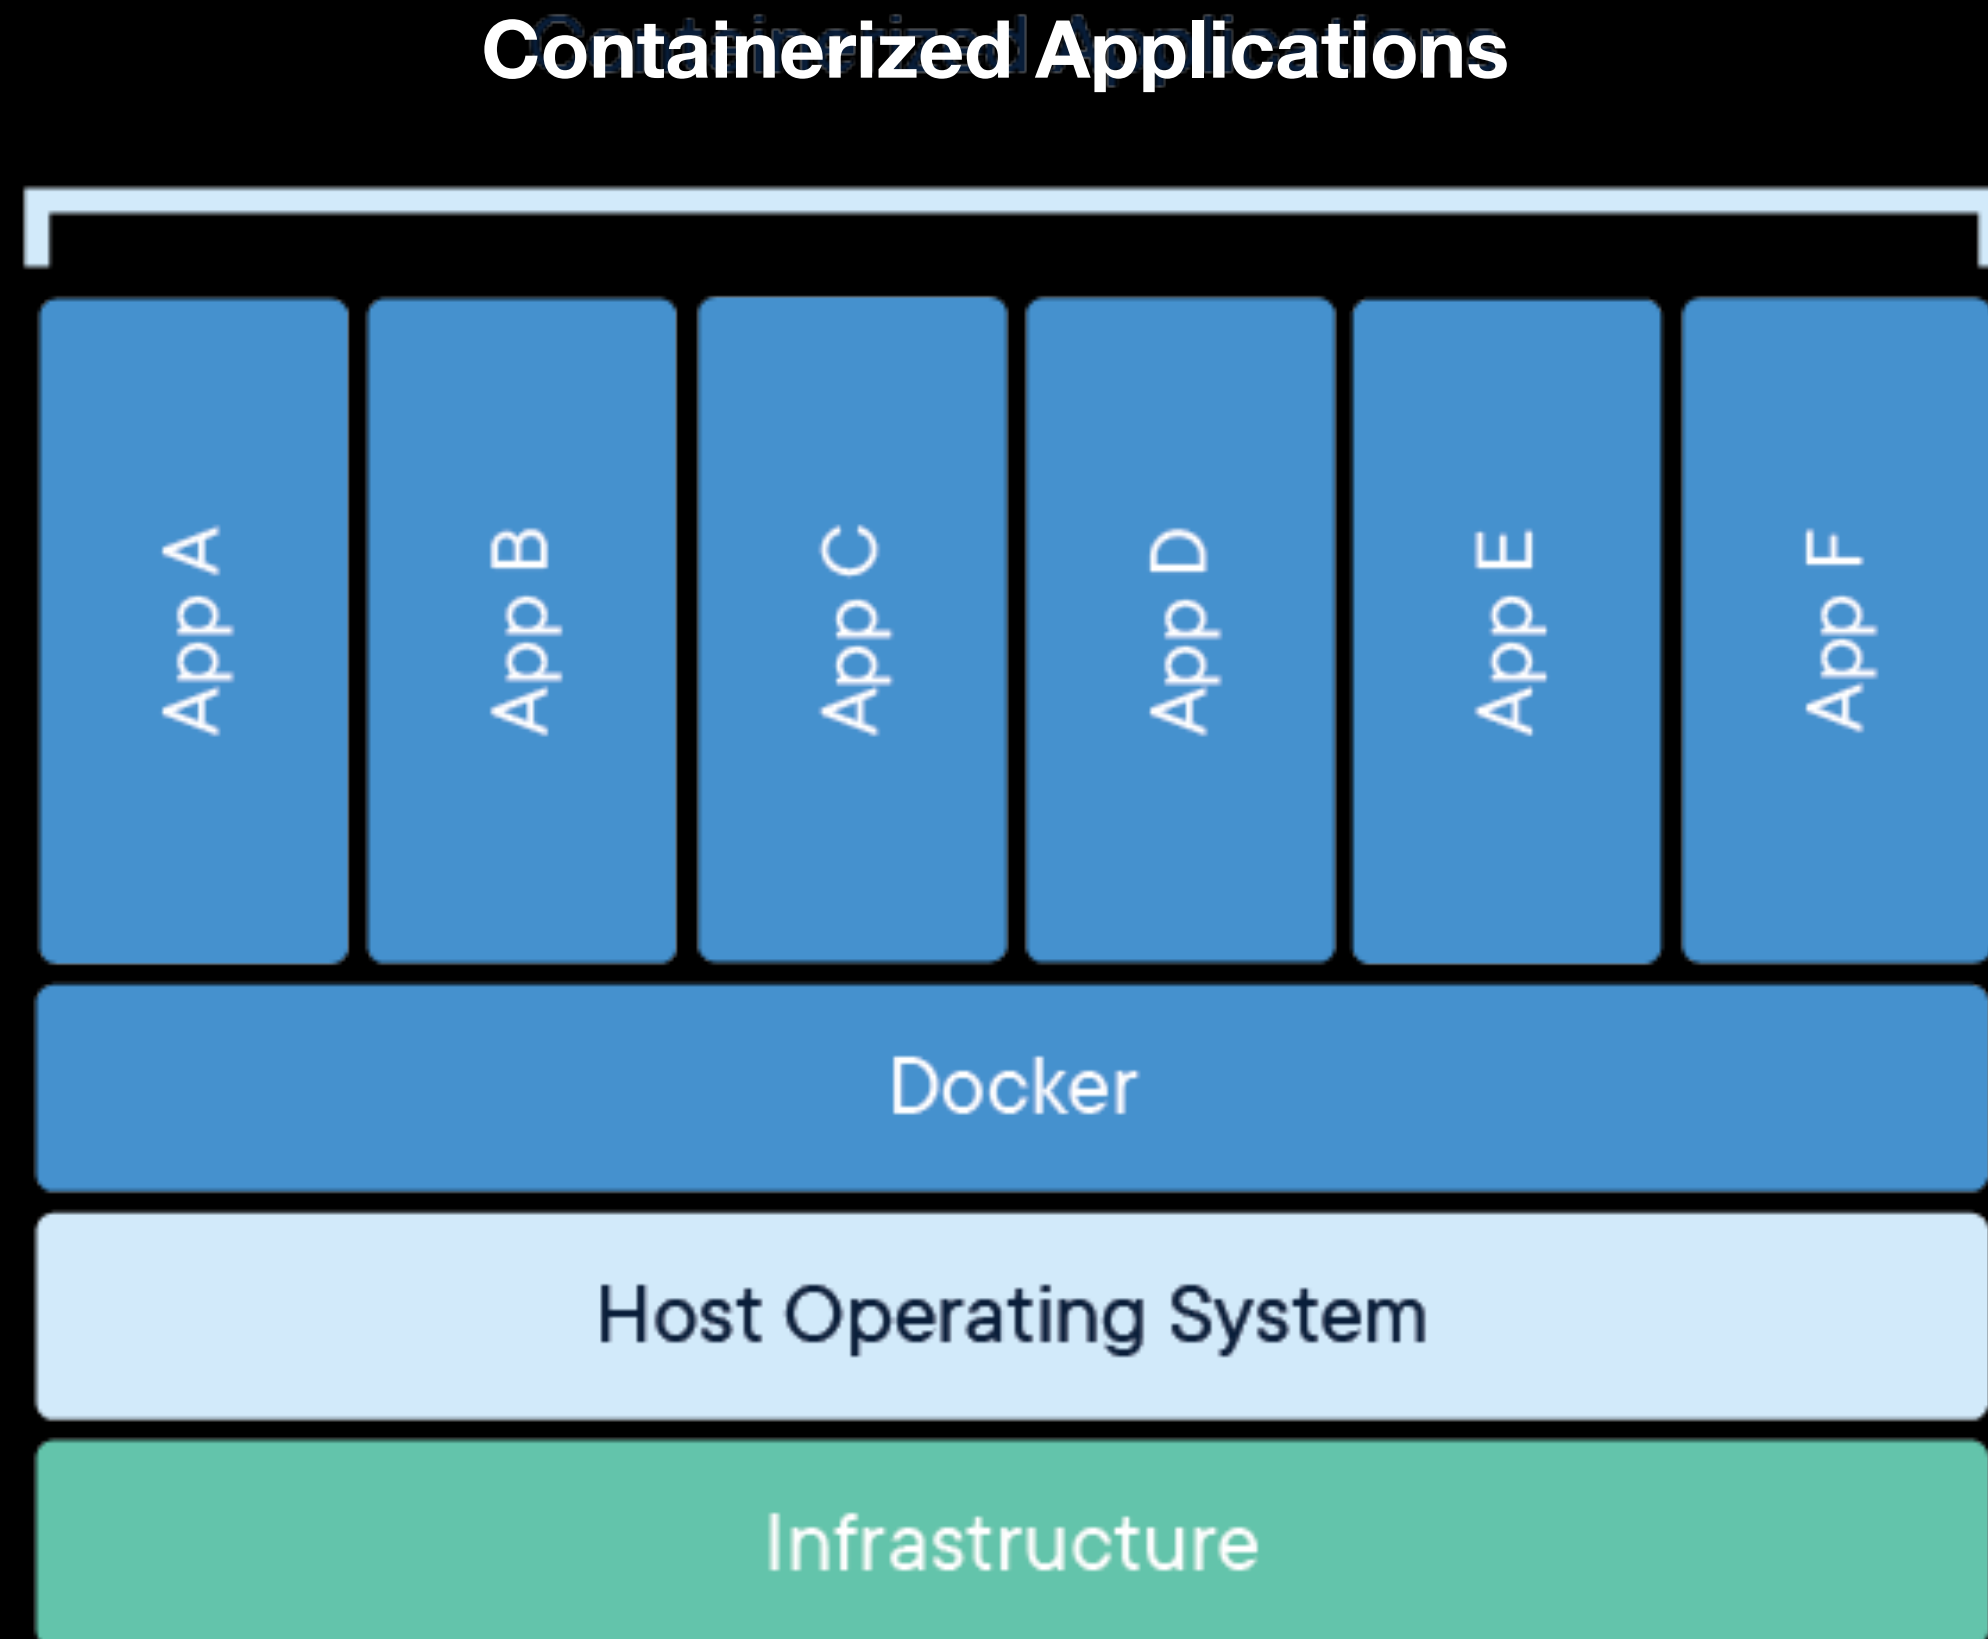 Containerized Applications
App A
App B
App C
App D
App E
App F
Docker
Host Operating System
Infrastructure